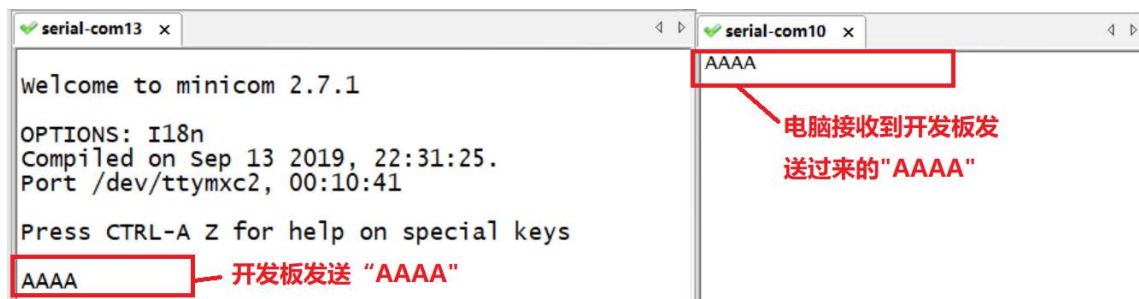 serial-com13 x
Welcome to minicom 2.7.1
OPTIONS: I18n
Compiled on Sep 13 2019, 22:31:25.
Port /dev/ttymxc2, 00:10:41
Press CTRL-A Z for help on special keys
AAAA
开发板发送“AAAA"
serial-com10 x
AAAA
电脑接收到开发板发
送过来的"AAAA"